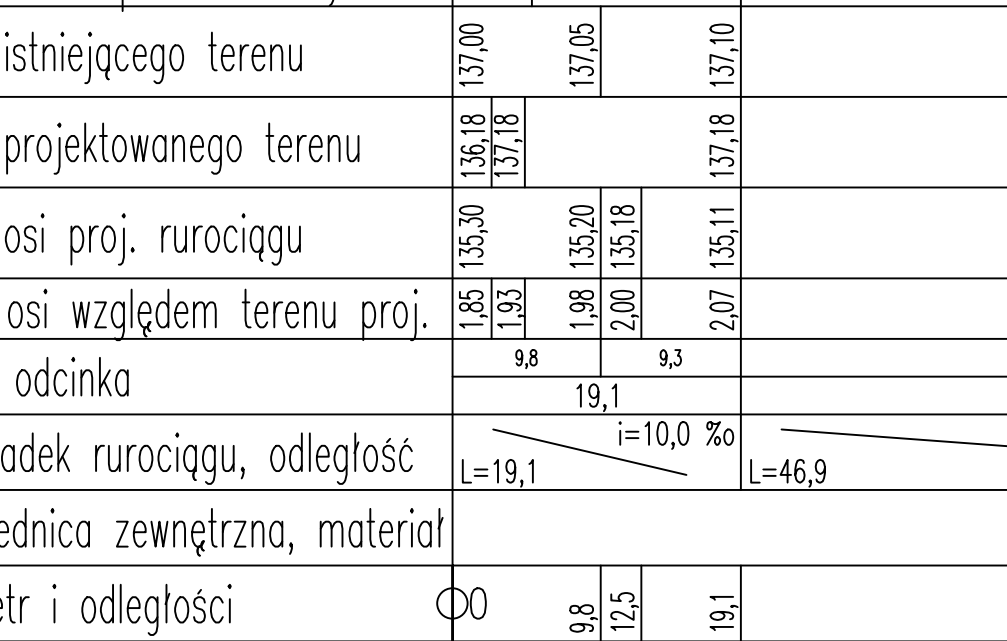 istniejącego terenu 137,00 137,05 137,10
projektowanego terenu 136,18 137,18 137,18
osi proj. rurociągu 135,30 135,20 135,18 135,11
osi względem terenu proj. 1,85 1,93 1,98 2,00 2,07
9,8 9,3
odcinka
19,1
adek rurociągu, odległość i=10,0 ‰
L=19,1 L=46,9
ednica zewnętrzna, materiał
etr i odległości 0 9,8 12,5 19,1